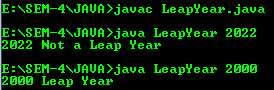 E:\SEM-4\JAVA>javac LeapYear.java
E:\SEM-4\JAVA>java LeapYear 2022
2022 Not a Leap Year
E:\SEM-4\JAVA>java LeapYear 2000
2000 Leap Year